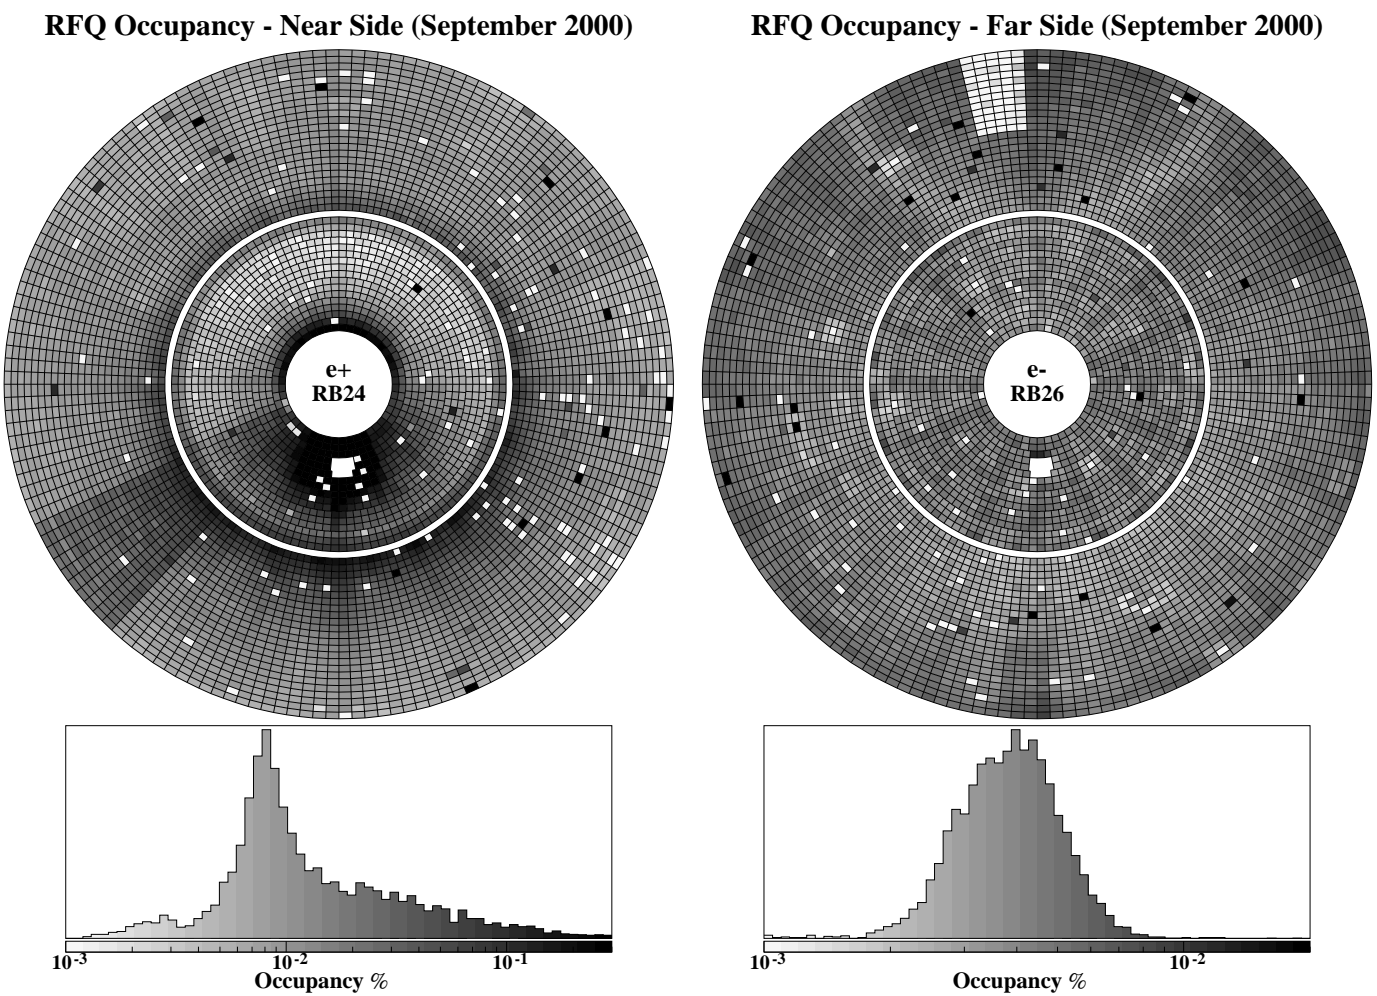 RFQ Occupancy - Near Side (September 2000)
RFQ Occupancy - Far Side (September 2000)
e+
RB24
e-
RB26
10-3 10-2 10-1
Occupancy %
10-3 10-2
Occupancy %